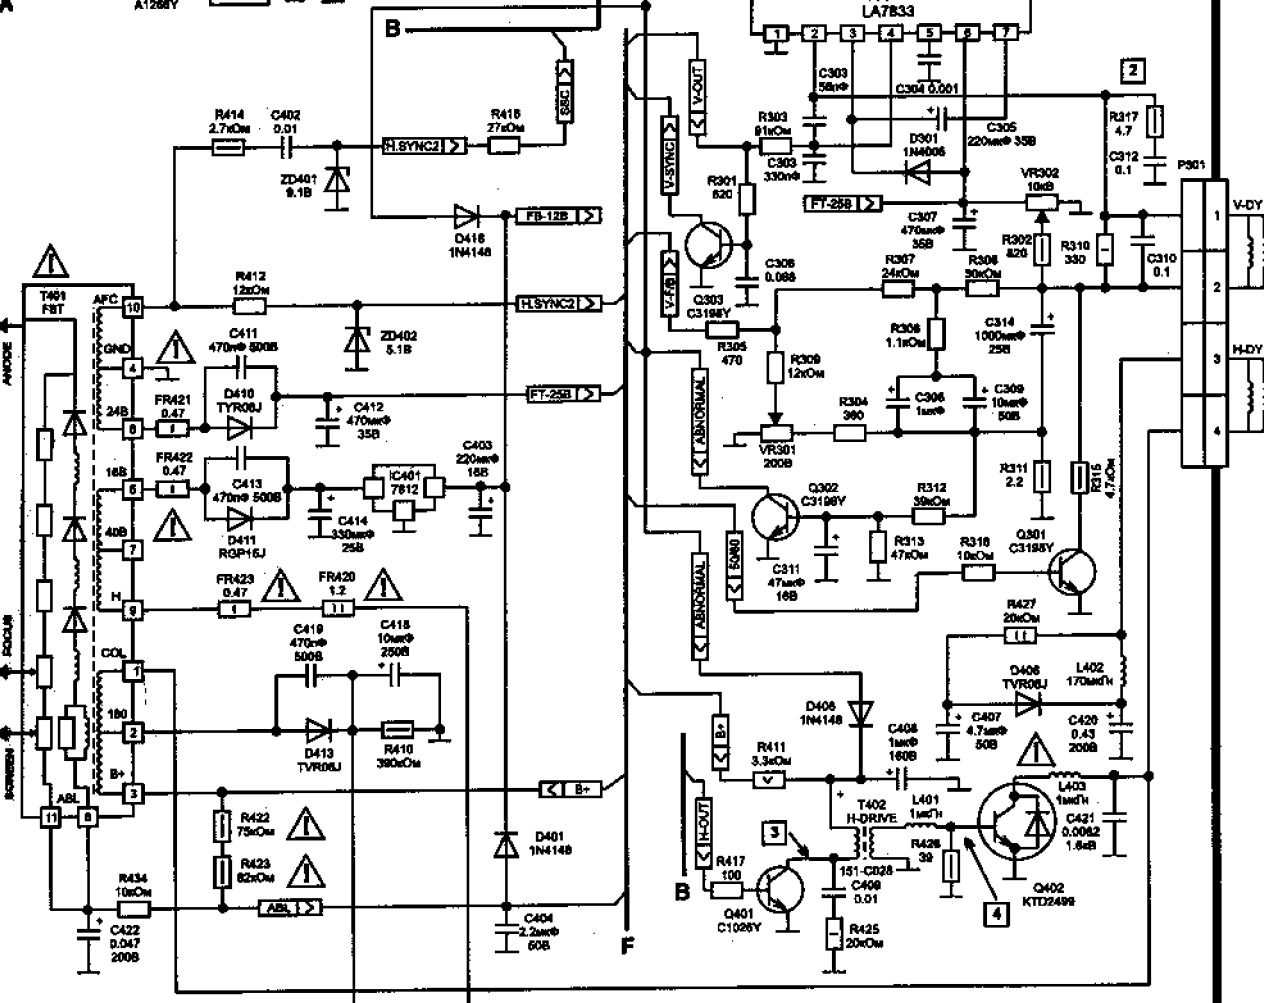 A
A1266Y
B
LA7833
1
2
3
4
5
6
7
C303
56пФ
C304 0.001
2
R414
2.7кОм
C402
0.01
R416
27кОм
SSC
V-OUT
V-SYNC
R303
91кОм
C303
330пФ
D301
1N4006
C305
220мкФ 35В
R317
4.7
C312
0.1
H.SYNC2
ZD401
9.1В
R301
620
FT-25B
VR302
10кВ
P301
C307
470мкФ
35В
V-DY
1
FB-12B
D416
1N4148
V-F/B
R302
820
R310
330
C310
0.1
C306
0.068
R307
24кОм
R308
30кОм
2
T401
FBT
AFC
10
R412
12кОм
H.SYNC2
ZD402
5.1В
Q303
C3198Y
R305
470
R306
1.1кОм
C314
1000мкФ
25В
R309
12кОм
H-DY
3
ANODE
GND
4
C411
470пФ 500В
FR421
0.47
D410
TYR06J
FT-25B
C412
470мкФ
35В
24В
ABNORMAL
C308
1мкФ
C309
10мкФ
50В
R304
360
VR301
200В
4
FR422
0.47
C403
220мкФ
16В
16В
C413
470пФ 500В
C401
7812
R311
2.2
R315
4.7кОм
D411
RGP15J
C414
330мкФ
25В
40В
7
Q302
C3198Y
R312
39кОм
R313
47кОм
R318
10кОм
Q301
C3198Y
C311
47мкФ
16В
50/60
ABNORMAL
H
9
FR423
0.47
FR420
1.2
FOCUS
COL
1
C419
470пФ
500В
C418
10мкФ
250В
R427
20кОм
D406
TVR06J
L402
170мкГн
180
2
D413
TVR06J
R410
390кОм
SCREEN
D408
1N4148
B+
C408
1мкФ
160В
C407
4.7мкФ
50В
C420
0.43
200В
R411
3.3кОм
B+
3
B+
L403
1мкГн
ABL
11
8
R422
75кОм
D401
1N4148
H-OUT
T402
H-DRIVE
L401
1мкГн
C421
0.0082
1.6кВ
3
R426
39
R423
82кОм
151-C028
R417
100
C409
0.01
Q402
KTD2499
4
R434
10кОм
ABL
B
Q401
C1026Y
R425
20кОм
C422
0.047
200В
C404
2.2мкФ
50В
F